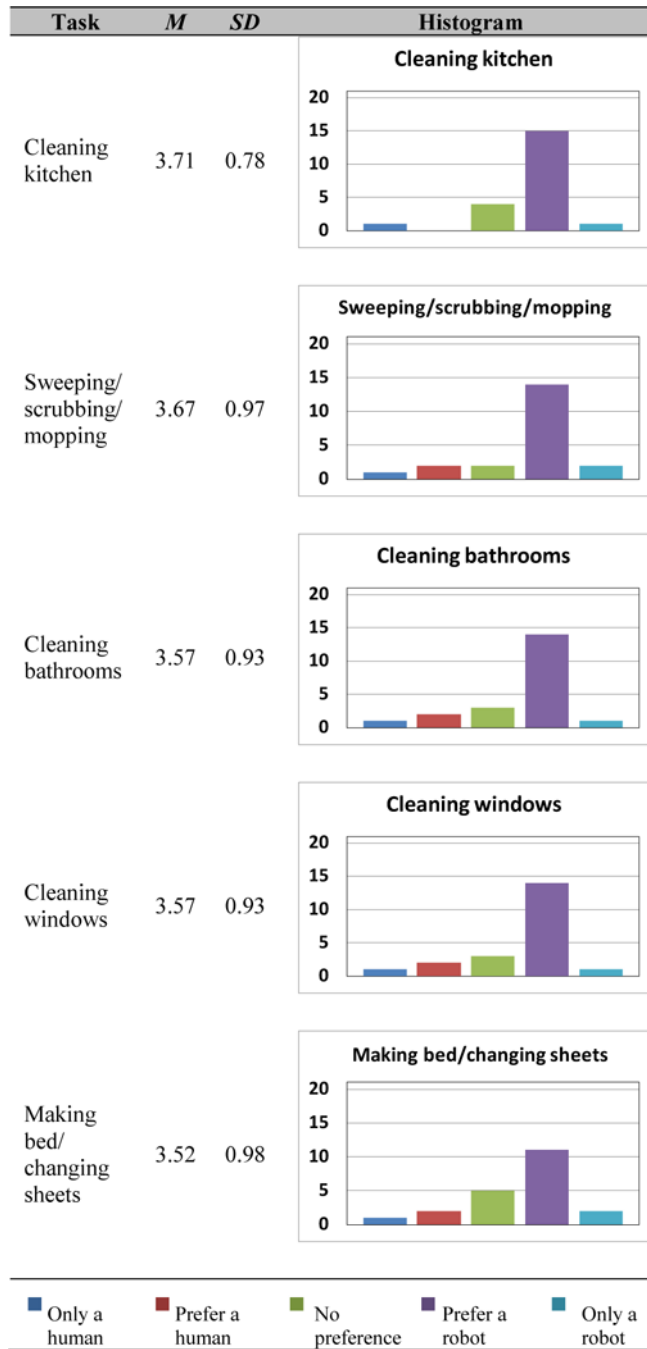 Task M SD Histogram
Cleaning kitchen
20
15
10
5
0
Cleaning
kitchen
3.71 0.78
Sweeping/scrubbing/mopping
20
15
10
5
0
Sweeping/
scrubbing/
mopping
3.67 0.97
Cleaning bathrooms
20
15
10
5
0
Cleaning
bathrooms
3.57 0.93
Cleaning windows
20
15
10
5
0
Cleaning
windows
3.57 0.93
Making bed/changing sheets
20
15
10
5
0
Making
bed/
changing
sheets
3.52 0.98
Only a
human
Prefer a
human
No
preference
Prefer a
robot
Only a
robot